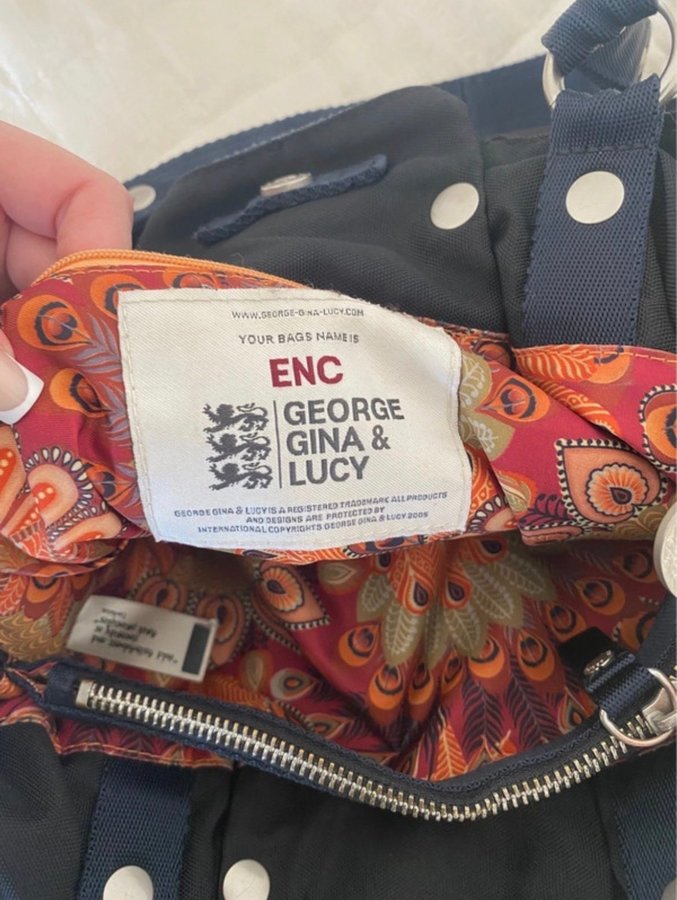 WWW.GEORGE-GINA-LUCY.COM
YOUR BAGS NAME IS
ENC
GEORGE
GINA &
LUCY
GEORGE GINA & LUCY IS A REGISTERED TRADEMARK ALL PRODUCTS
AND DESIGNS ARE PROTECTED BY
INTERNATIONAL COPYRIGHTS GEORGE GINA & LUCY 2005